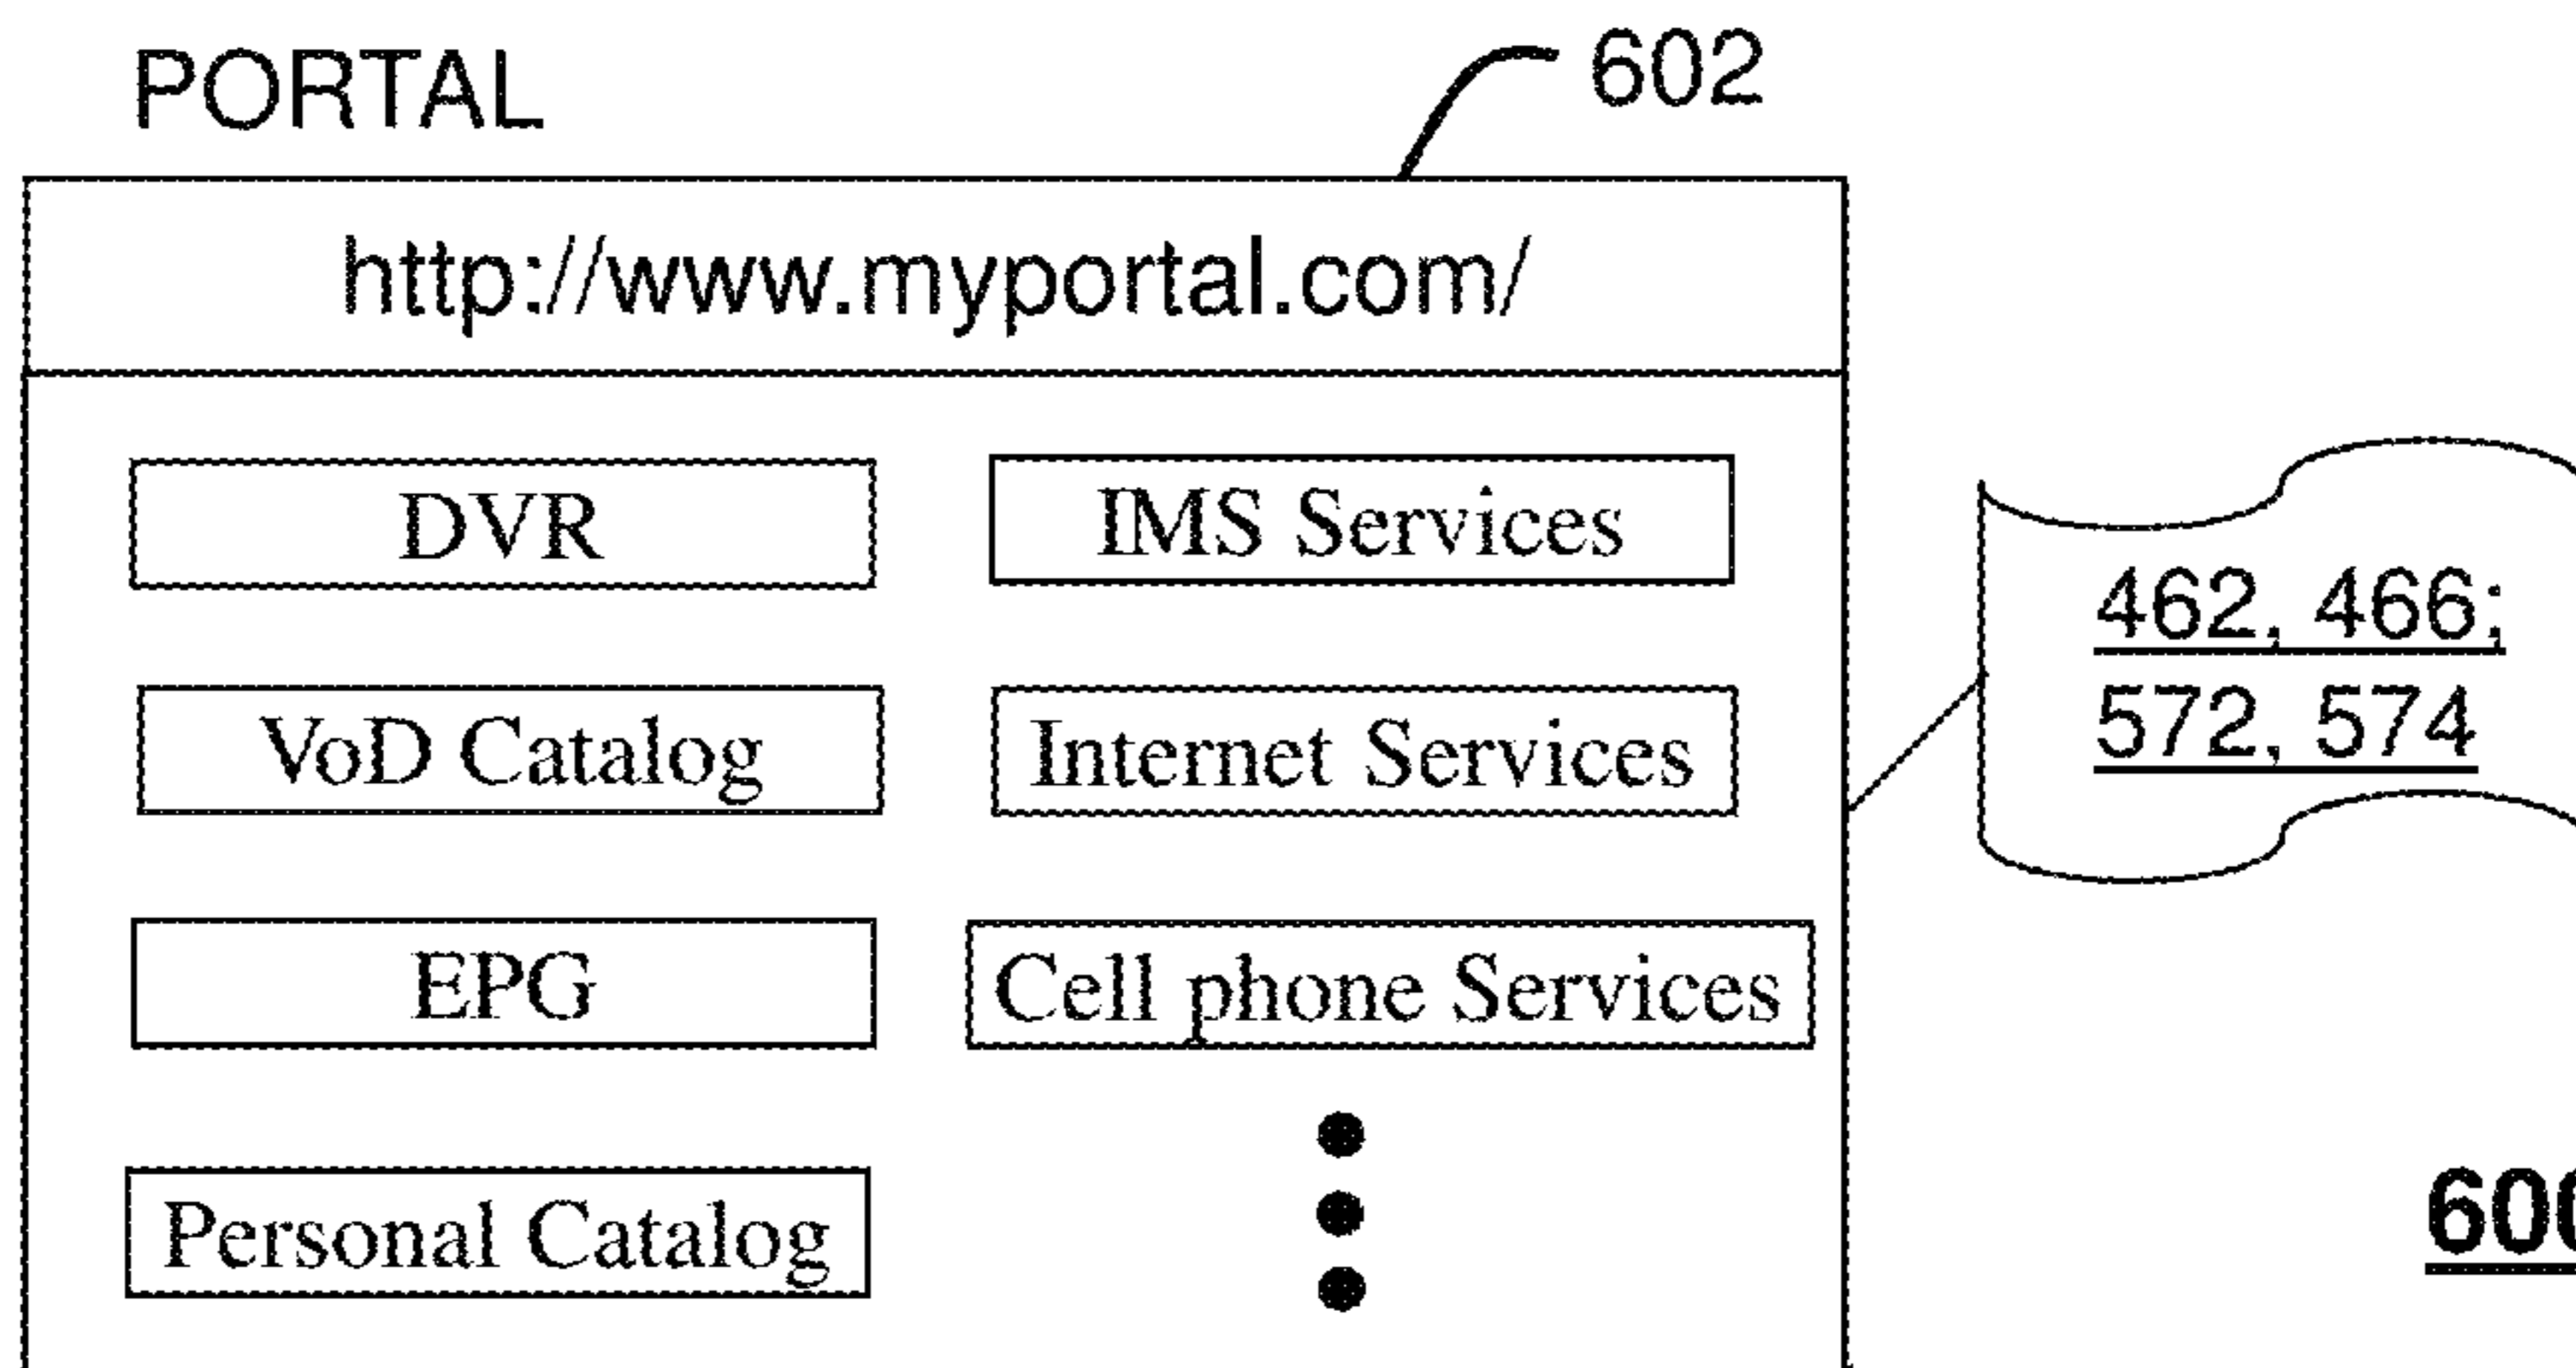 PORTAL
602
http://www.myportal.com/
DVR
IMS Services
VoD Catalog
Internet Services
EPG
Cell phone Services
Personal Catalog
462, 466;
572, 574